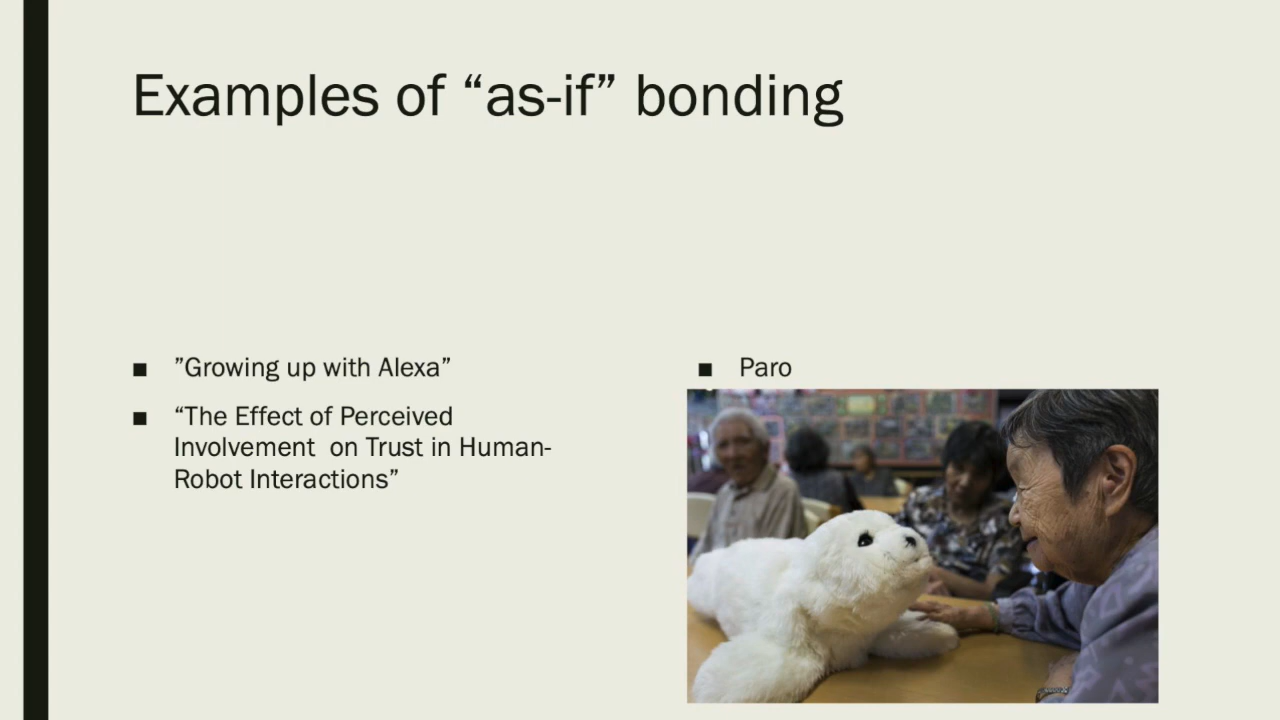 Examples of “as-if” bonding
■ ”Growing up with Alexa”
■ “The Effect of Perceived
Involvement  on Trust in Human-
Robot Interactions”
■ Paro